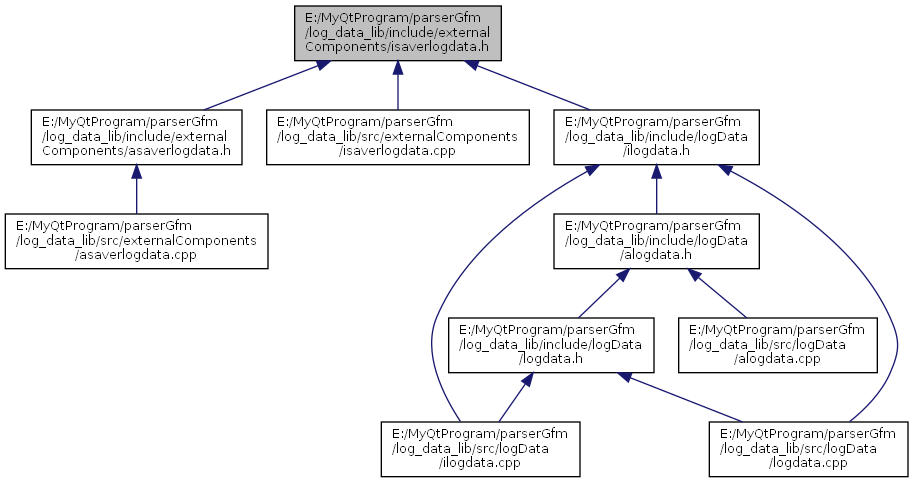 E:/MyQtProgram/parserGfm
/log_data_lib/include/external
Components/isaverlogdata.h
E:/MyQtProgram/parserGfm
/log_data_lib/include/external
Components/asaverlogdata.h
E:/MyQtProgram/parserGfm
/log_data_lib/src/externalComponents
/isaverlogdata.cpp
E:/MyQtProgram/parserGfm
/log_data_lib/include/logData
/ilogdata.h
E:/MyQtProgram/parserGfm
/log_data_lib/src/externalComponents
/asaverlogdata.cpp
E:/MyQtProgram/parserGfm
/log_data_lib/include/logData
/alogdata.h
E:/MyQtProgram/parserGfm
/log_data_lib/include/logData
/logdata.h
E:/MyQtProgram/parserGfm
/log_data_lib/src/logData
/alogdata.cpp
E:/MyQtProgram/parserGfm
/log_data_lib/src/logData
/ilogdata.cpp
E:/MyQtProgram/parserGfm
/log_data_lib/src/logData
/logdata.cpp